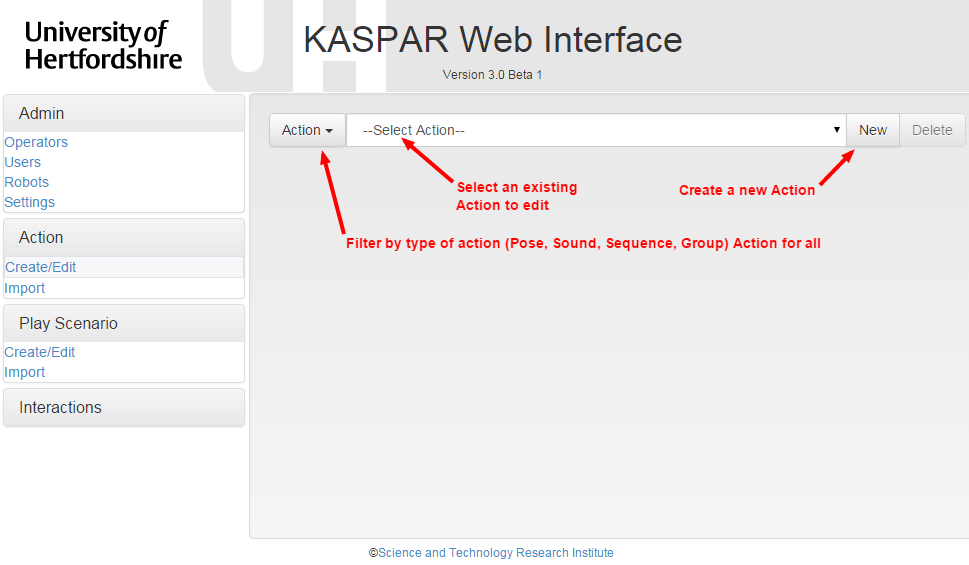 University of
Hertfordshire
UH
KASPAR Web Interface
Version 3.0 Beta 1
Admin
Operators
Users
Robots
Settings
Action
Create/Edit
Import
Play Scenario
Create/Edit
Import
Interactions
Action --Select Action-- New Delete
Select an existing
Action to edit
Create a new Action
Filter by type of action (Pose, Sound, Sequence, Group) Action for all
©Science and Technology Research Institute